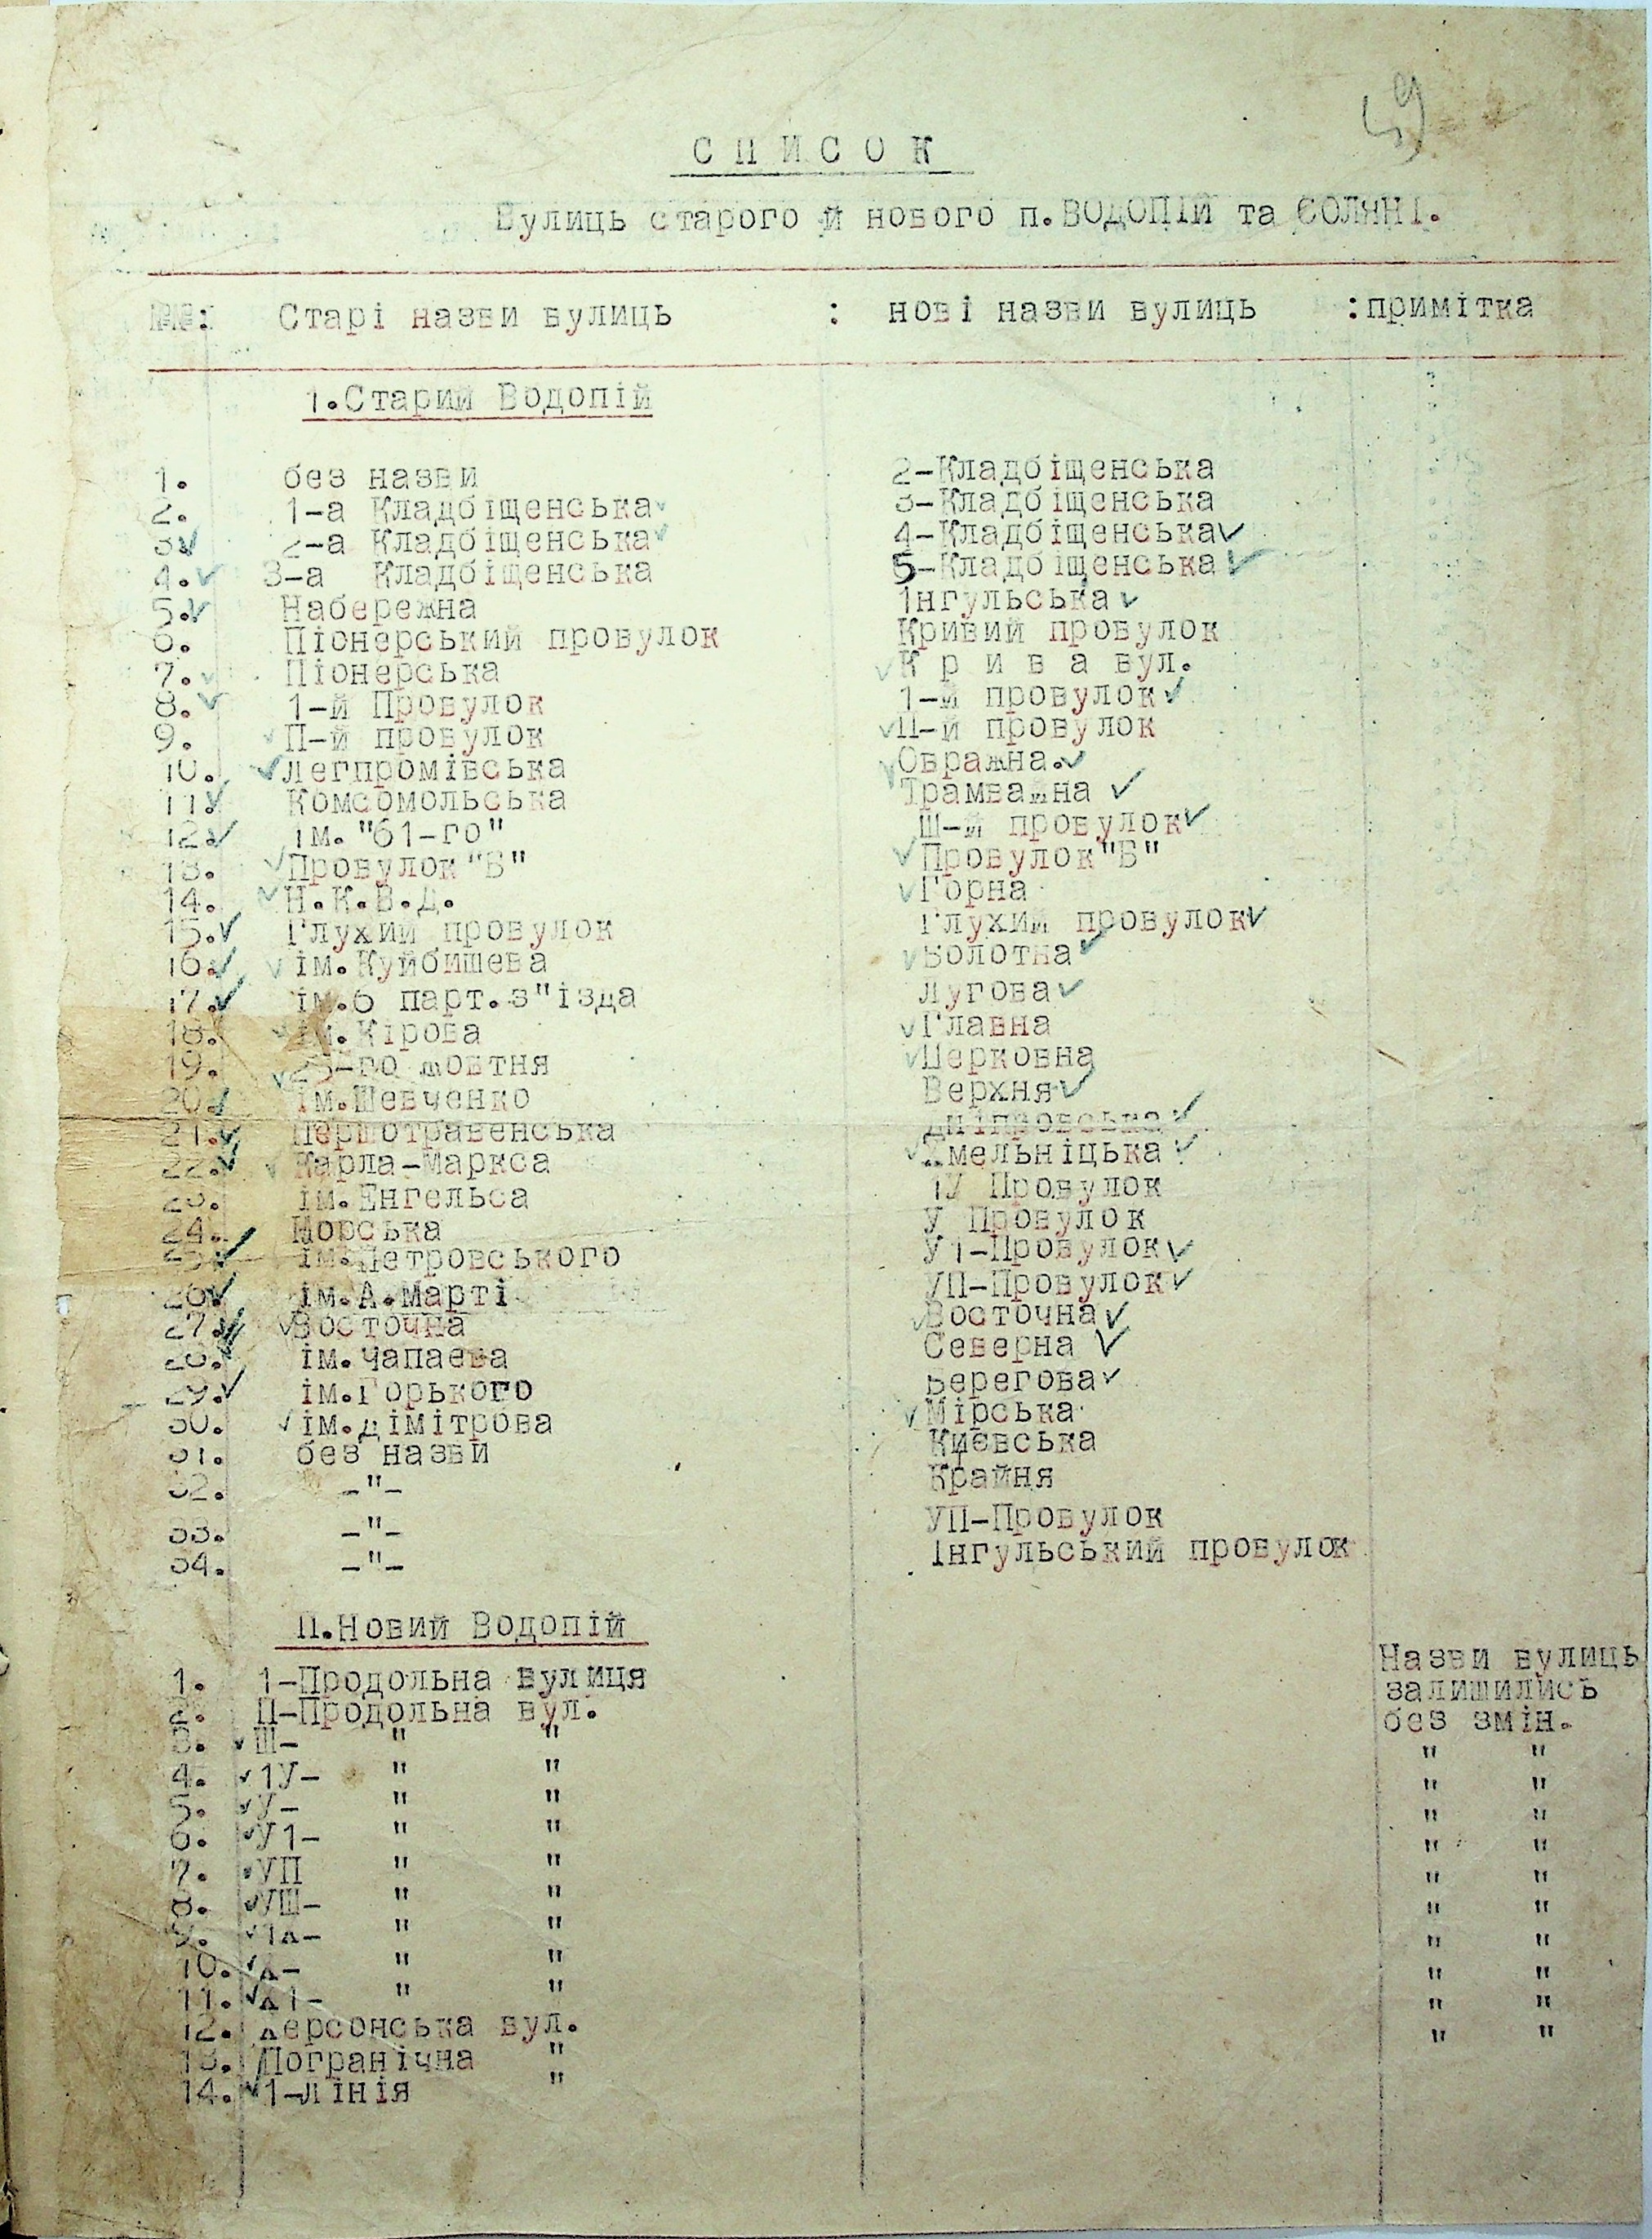 49
СПИСОК
Вулиць старого й нового п.ВОДОПІЙ та СОЛЯНІ.
№№: Старі назви вулиць : нові назви вулиць :примітка
1.Старий Водопій
1. без назви 2-Кладбіщенська
2. 1-а Кладбіщенська 3-Кладбіщенська
3. 2-а Кладбіщенська 4-Кладбіщенська
4. 3-а Кладбіщенська 5-Кладбіщенська
5. Набережна Інгульська
6. Піонерський провулок Кривий провулок
7. Піонерська К р и в а вул.
8. 1-й Провулок 1-й провулок
9. П-й провулок П-й провулок
10. Легпромівська Овражна.
11. Комсомольська Трамвайна
12. ім."61-го" Ш-й провулок
13. Провулок"Б" Провулок"Б"
14. Н.К.В.Д. Горна
15. Глухий провулок Глухий провулок
16. ім.Куйбишева Болотна
17. ім.6 парт.з"ізда Лугова
18. ім.Кірова Главна
19. 25-го жовтня Церковна
20. ім.Шевченко Верхня
21. Першотравенська Дніпровська
22. Карла-Маркса Хмельніцька
23. ім.Енгельса 1У Провулок
24. Морська У Провулок
25. ім.Петровського У1-Провулок
26. ім.А.Марті УП-Провулок
27. Восточна Восточна
28. ім.Чапаева Северна
29. ім.Горького Берегова
30. ім.Дімітрова Мірська
31. без назви Києвська
32. -"- Крайня
33. -"- УП-Провулок
34. -"- Інгульський провулок
П.Новий Водопій
1. 1-Продольна вулиця Назви вулиць
2. П-Продольна вул. залишились
без змін.
3. Ш- " " " "
4. 1У- " " " "
5. У- " " " "
6. У1- " " " "
7. УП " " " "
8. УШ- " " " "
9. 1Х- " " " "
10. Х- " " " "
11. Х1- " " " "
12. Херсонська вул. " "
13. Погранічна "
14. 1-лінія "